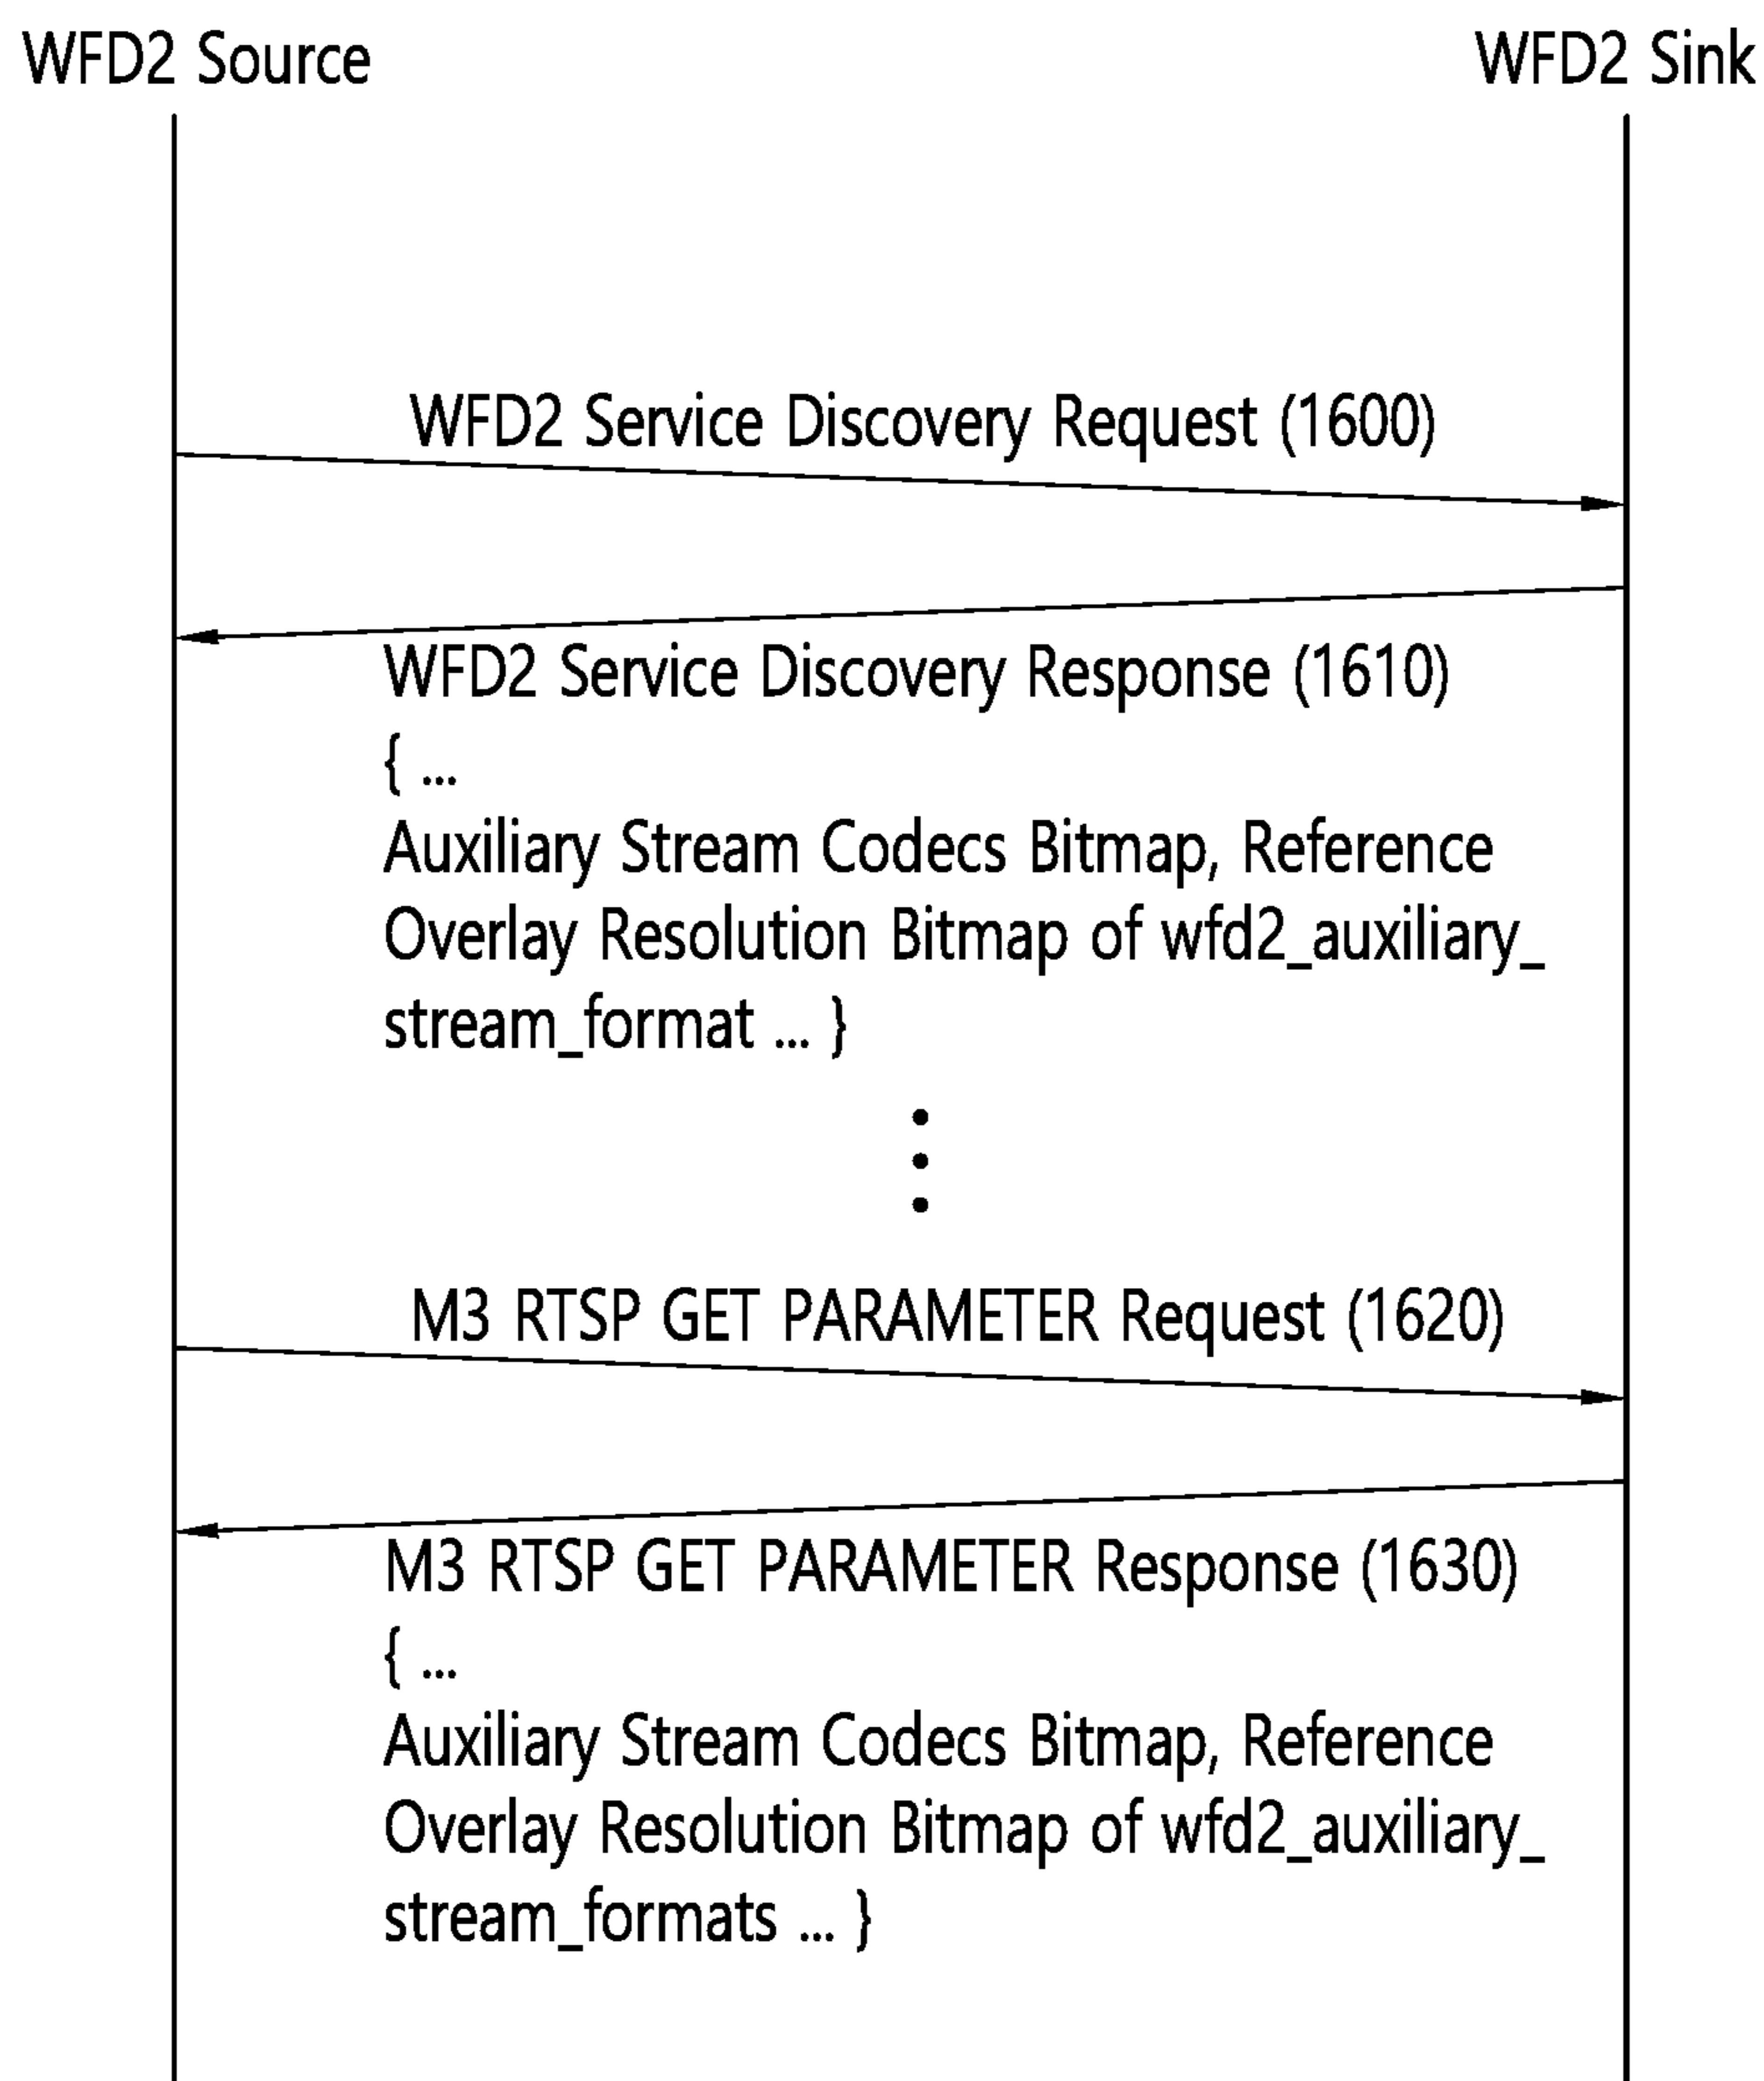 WFD2 Source
WFD2 Sink
WFD2 Service Discovery Request (1600)
WFD2 Service Discovery Response (1610)
{ ...
Auxiliary Stream Codecs Bitmap, Reference
Overlay Resolution Bitmap of wfd2_auxiliary_
stream_format ... }
M3 RTSP GET PARAMETER Request (1620)
M3 RTSP GET PARAMETER Response (1630)
{ ...
Auxiliary Stream Codecs Bitmap, Reference
Overlay Resolution Bitmap of wfd2_auxiliary_
stream_formats ... }